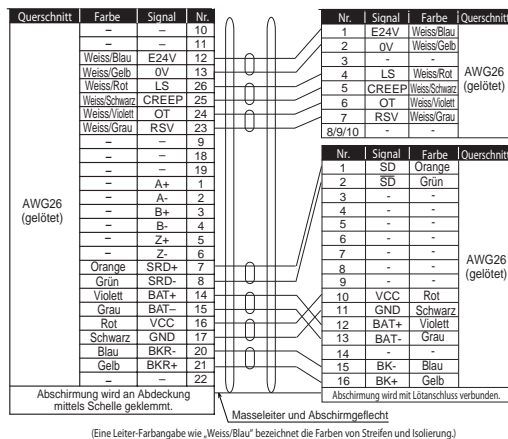 Querschnitt Farbe Signal Nr.
– – 10
– – 11
Weiss/Blau E24V 12
Weiss/Gelb 0V 13
Weiss/Rot LS 26
Weiss/Schwarz CREEP 25
Weiss/Violett OT 24
Weiss/Grau RSV 23
– – 9
– – 18
– – 19
– A+ 1
– A- 2
– B+ 3
– B- 4
– Z+ 5
– Z- 6
Orange SRD+ 7
Grün SRD- 8
Violett BAT+ 14
Grau BAT– 15
Rot VCC 16
Schwarz GND 17
Blau BKR- 20
Gelb BKR+ 21
– – 22
AWG26
(gelötet)
Abschirmung wird an Abdeckung
mittels Schelle geklemmt.
Nr. Signal Farbe Querschnitt
1 E24V Weiss/Blau
2 0V Weiss/Gelb
3 - -
4 LS Weiss/Rot
5 CREEP Weiss/Schwarz
6 OT Weiss/Violett
7 RSV Weiss/Grau
8/9/10 - -
AWG26
(gelötet)
Nr. Signal Farbe Querschnitt
1 SD Orange
2 S̅D̅ Grün
3 - -
4 - -
5 - -
6 - -
7 - -
8 - -
9 - -
10 VCC Rot
11 GND Schwarz
12 BAT+ Violett
13 BAT- Grau
14 - -
15 BK- Blau
16 BK+ Gelb
AWG26
(gelötet)
Abschirmung wird mit Lötanschluss verbunden.
Masseleiter und Abschirmgeflecht
(Eine Leiter-Farbangabe wie „Weiss/Blau“ bezeichnet die Farben von Streifen und Isolierung.)